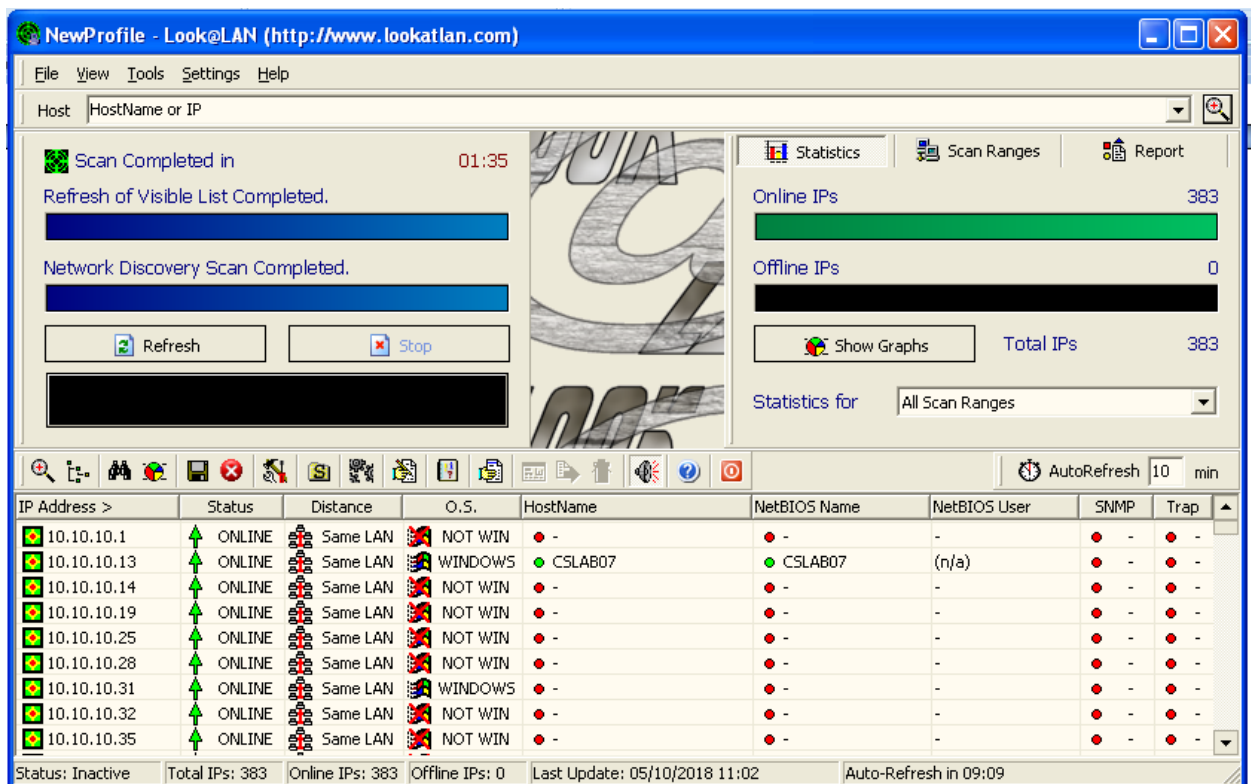 NewProfile - Look@LAN (http://www.lookatlan.com)
File View Tools Settings Help
Host HostName or IP
Scan Completed in 01:35
Refresh of Visible List Completed.
Network Discovery Scan Completed.
Refresh Stop
Statistics Scan Ranges Report
Online IPs 383
Offline IPs 0
Show Graphs Total IPs 383
Statistics for All Scan Ranges
AutoRefresh 10 min
IP Address > Status Distance O.S. HostName NetBIOS Name NetBIOS User SNMP Trap
10.10.10.1 ONLINE Same LAN NOT WIN - - - - -
10.10.10.13 ONLINE Same LAN WINDOWS CSLAB07 CSLAB07 (n/a) - -
10.10.10.14 ONLINE Same LAN NOT WIN - - - - -
10.10.10.19 ONLINE Same LAN NOT WIN - - - - -
10.10.10.25 ONLINE Same LAN NOT WIN - - - - -
10.10.10.28 ONLINE Same LAN NOT WIN - - - - -
10.10.10.31 ONLINE Same LAN WINDOWS - - - - -
10.10.10.32 ONLINE Same LAN NOT WIN - - - - -
10.10.10.35 ONLINE Same LAN NOT WIN - - - - -
Status: Inactive Total IPs: 383 Online IPs: 383 Offline IPs: 0 Last Update: 05/10/2018 11:02 Auto-Refresh in 09:09